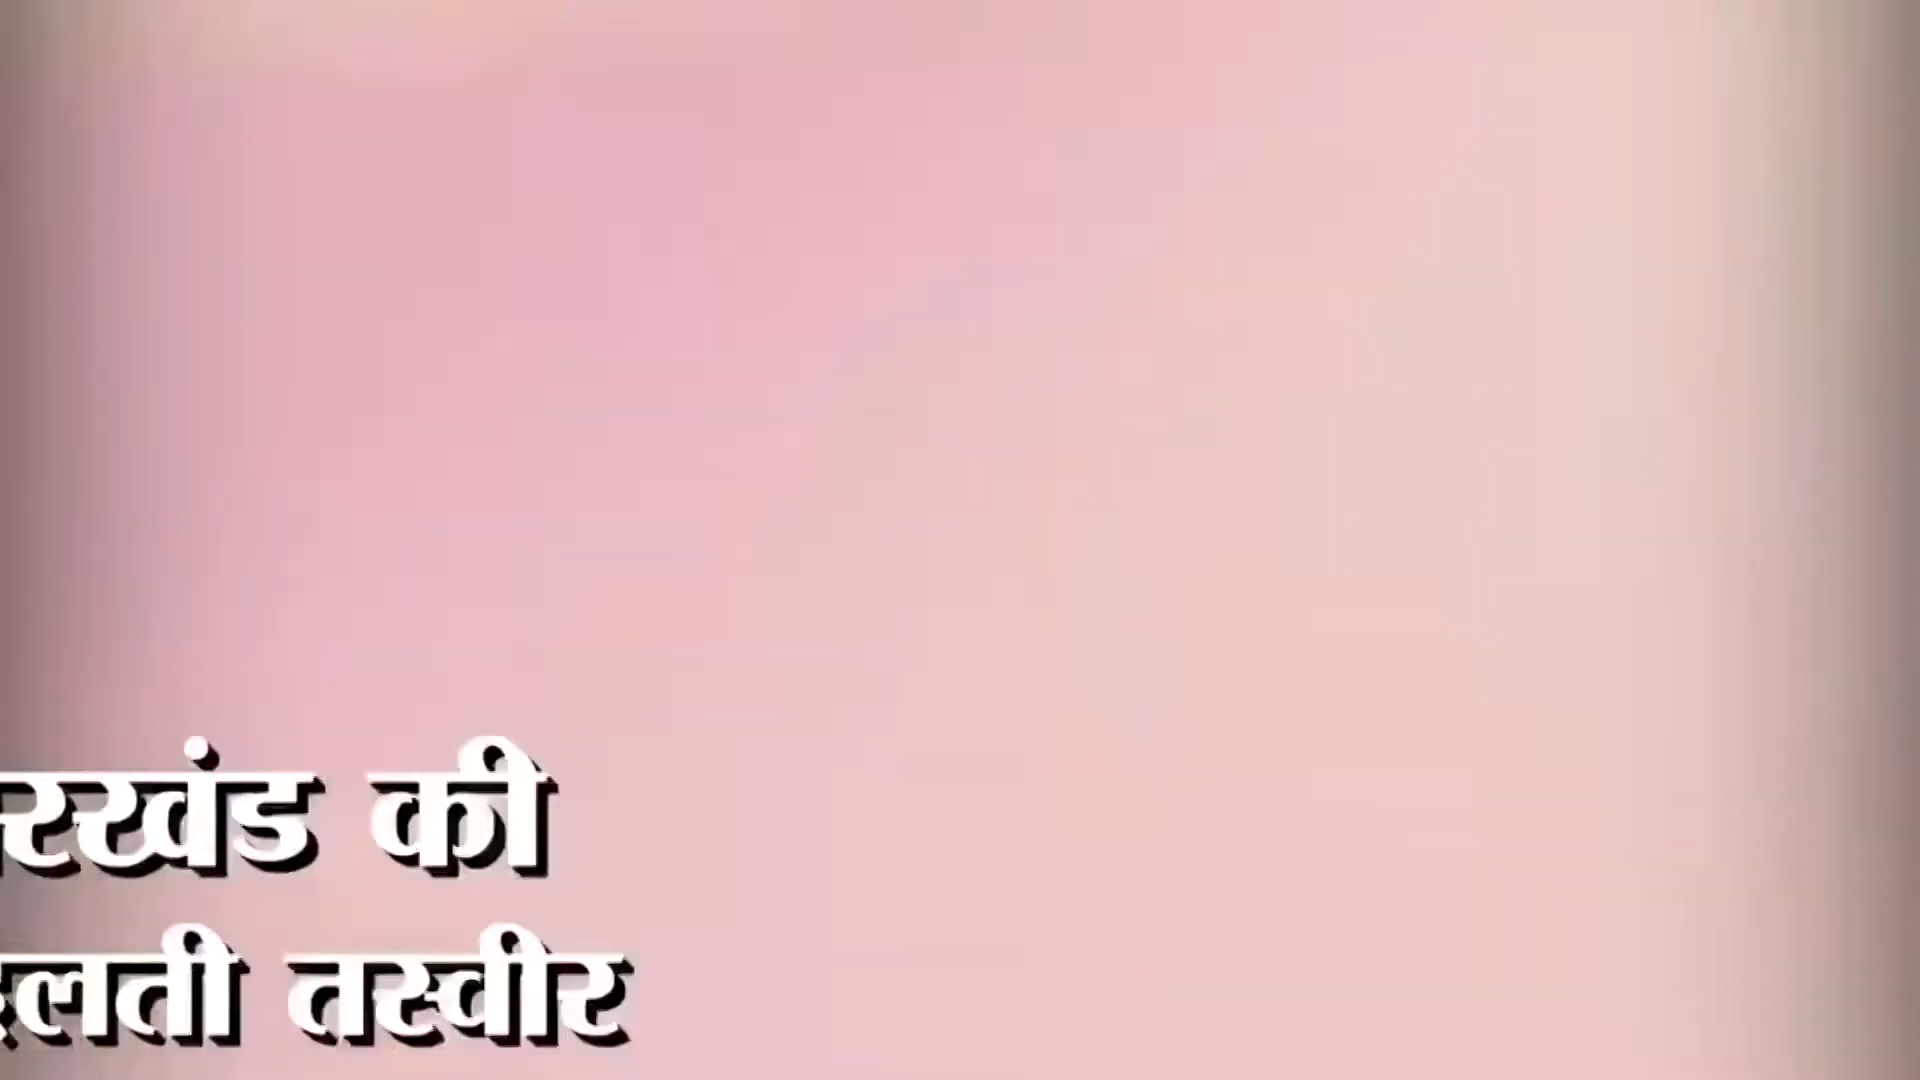 रखंड की
लती तस्वीर